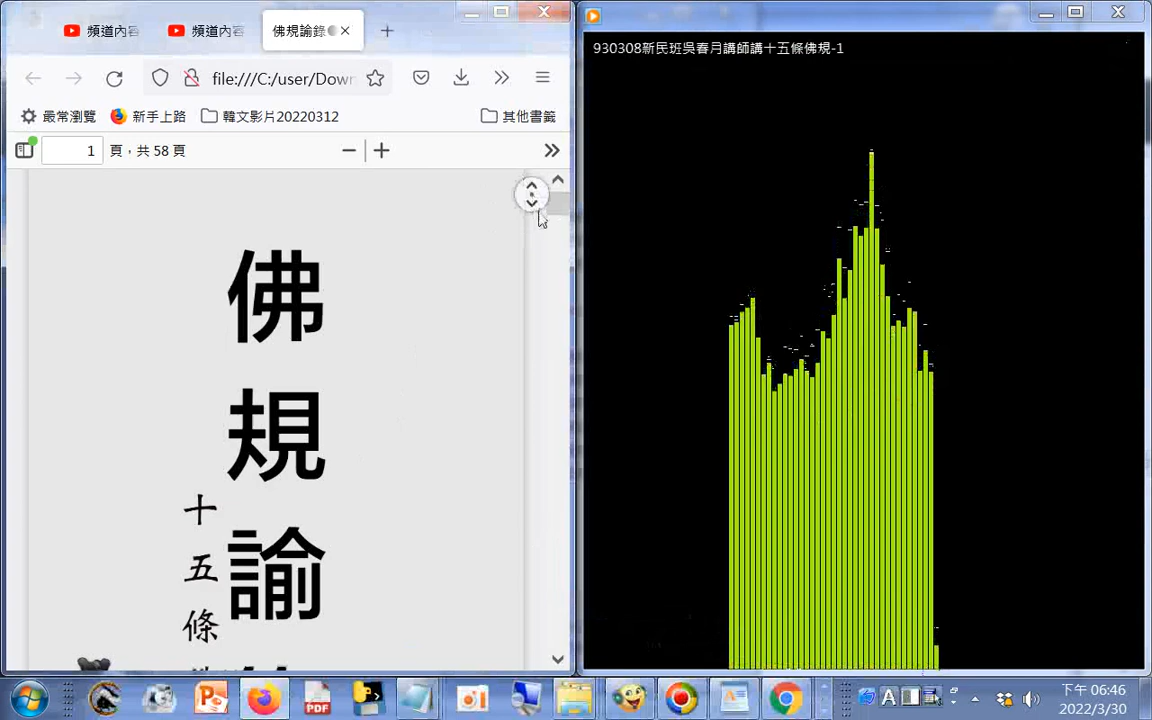 頻道內容
頻道內容
佛規諭錄
file:///C:/user/Down
最常瀏覽
新手上路
韓文影片20220312
其他書籤
1 頁，共 58 頁
佛規諭
十五條
930308新民班吳春月講師講十五條佛規-1
下午 06:46
2022/3/30